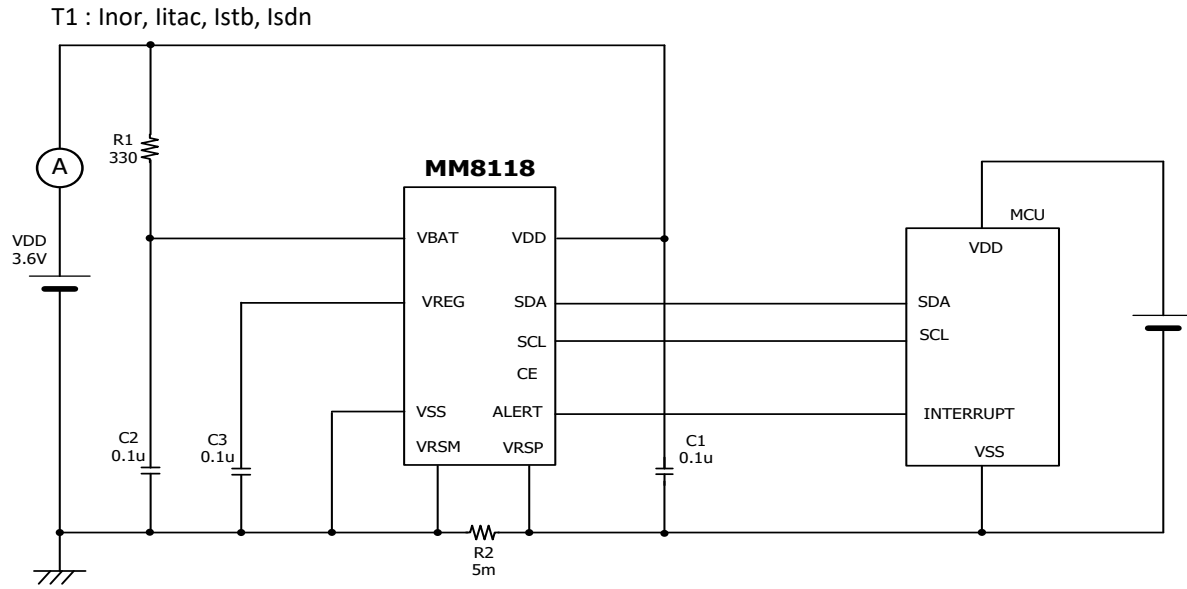 T1 : Inor, Iitac, Istb, Isdn
R1
330
A
MM8118
MCU
VDD
3.6V
VBAT
VDD
VDD
VREG
SDA
SDA
SCL
SCL
CE
VSS
ALERT
INTERRUPT
C2
0.1u
C3
0.1u
VRSM
VRSP
C1
0.1u
VSS
R2
5m